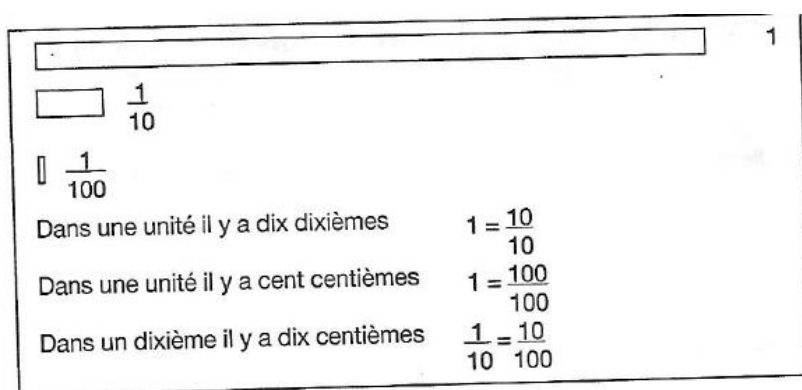 1
1/10
1/100
Dans une unité il y a dix dixièmes 1 = 10/10
Dans une unité il y a cent centièmes 1 = 100/100
Dans un dixième il y a dix centièmes 1/10 = 10/100